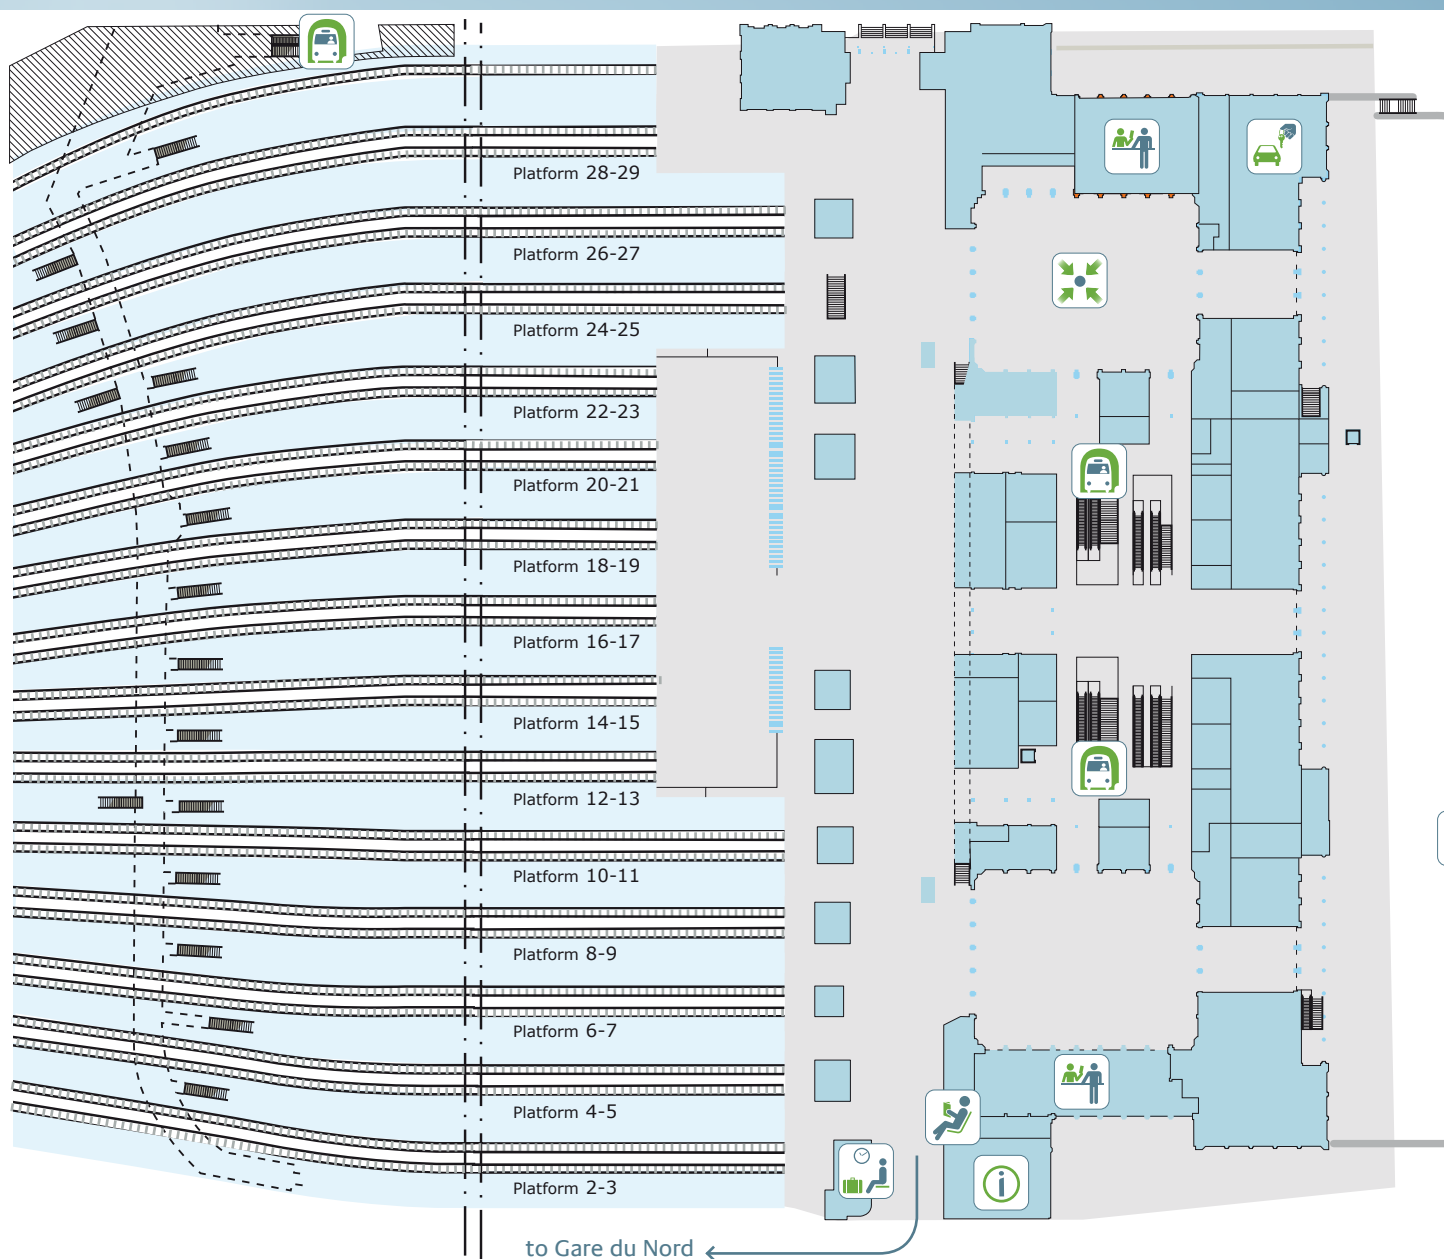 Platform 28-29
Platform 26-27
Platform 24-25
Platform 22-23
Platform 20-21
Platform 18-19
Platform 16-17
Platform 14-15
Platform 12-13
Platform 10-11
Platform 8-9
Platform 6-7
Platform 4-5
Platform 2-3
i
to Gare du Nord